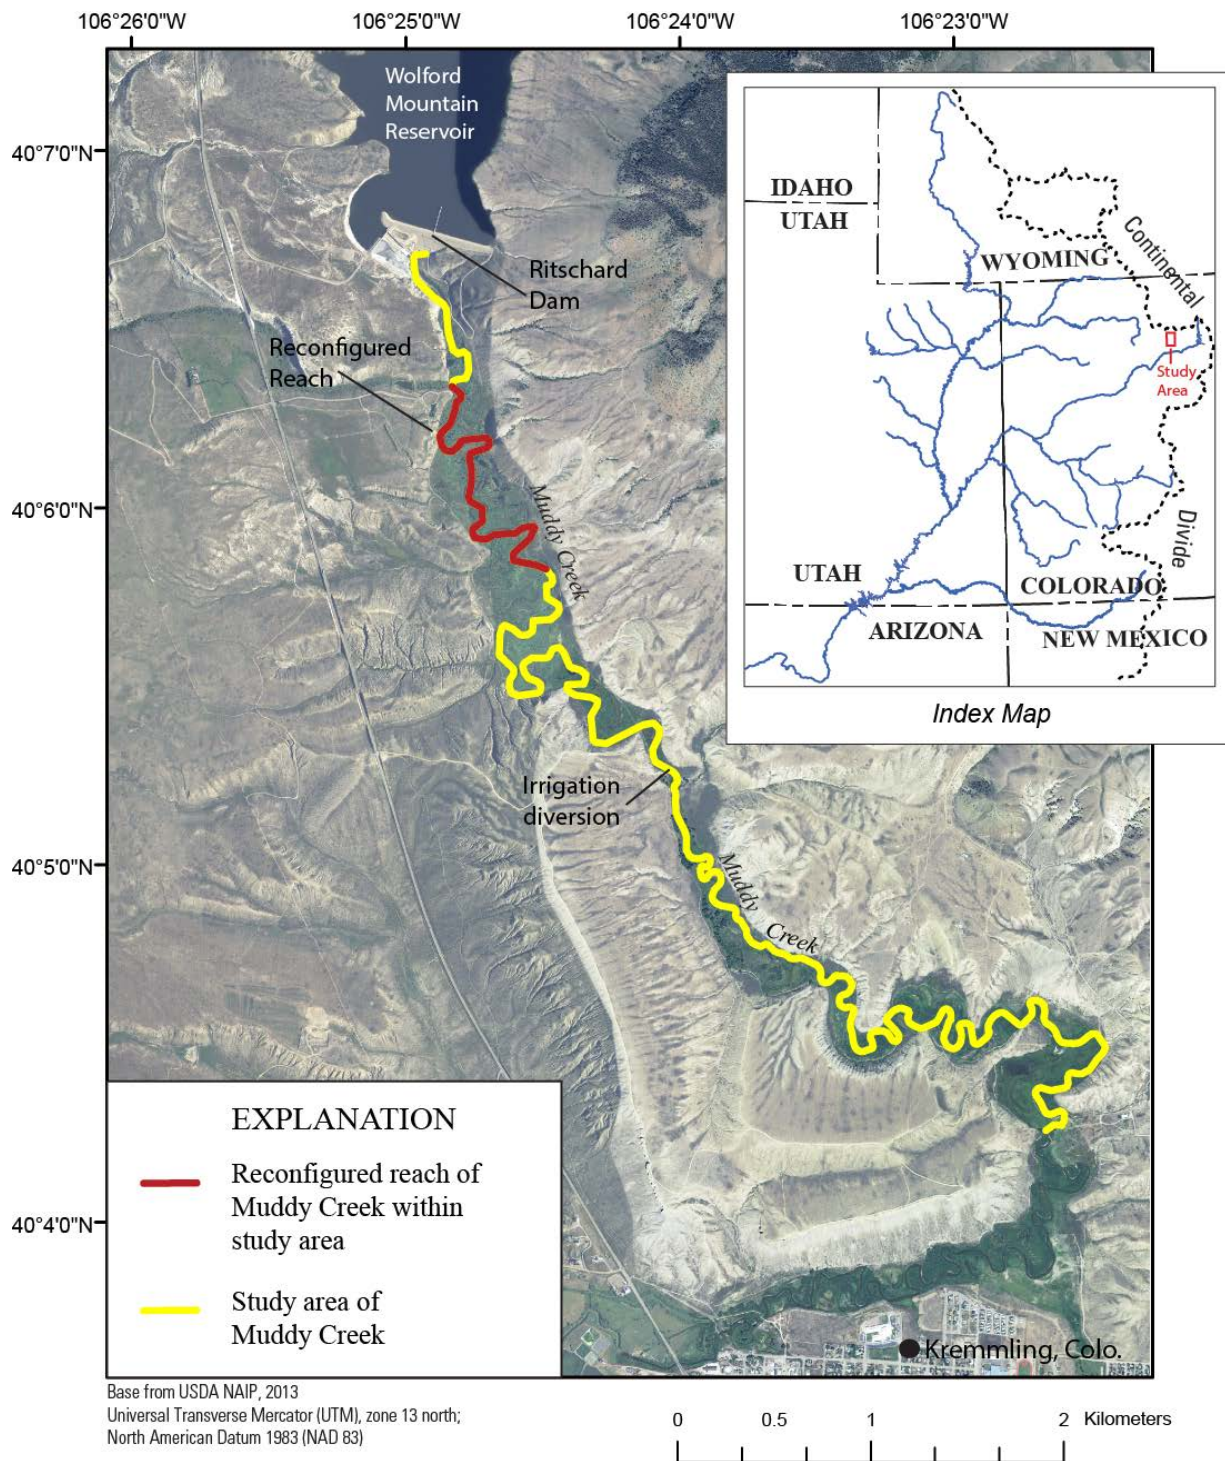 106°26'0"W
106°25'0"W
106°24'0"W
106°23'0"W
40°7'0"N
40°6'0"N
40°5'0"N
40°4'0"N
Wolford
Mountain
Reservoir
Ritschard
Dam
Reconfigured
Reach
Muddy Creek
Irrigation
diversion
Muddy
Creek
Kremmling, Colo.
IDAHO
UTAH
WYOMING
Continental
Divide
Study
Area
UTAH
COLORADO
ARIZONA
NEW MEXICO
Index Map
EXPLANATION
Reconfigured reach of
Muddy Creek within
study area
Study area of
Muddy Creek
Base from USDA NAIP, 2013
Universal Transverse Mercator (UTM), zone 13 north;
North American Datum 1983 (NAD 83)
0 0.5 1 2 Kilometers